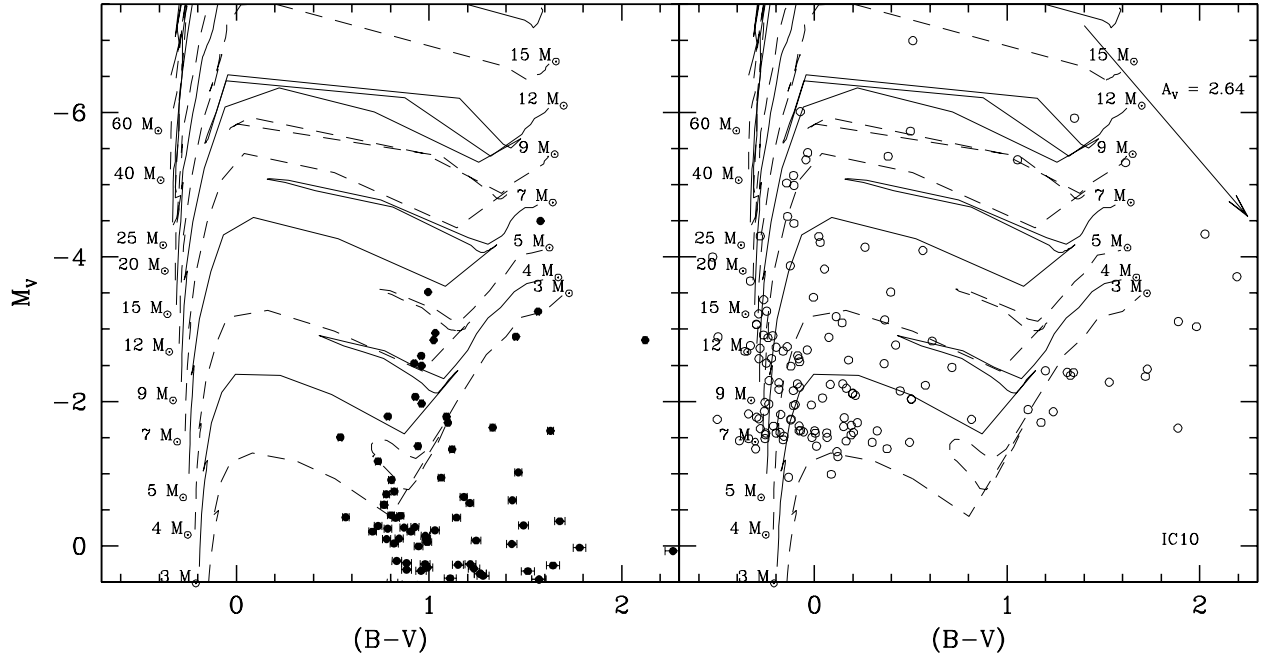 15 M⊙
12 M⊙
9 M⊙
7 M⊙
5 M⊙
4 M⊙
3 M⊙
60 M⊙
40 M⊙
25 M⊙
20 M⊙
15 M⊙
12 M⊙
9 M⊙
7 M⊙
5 M⊙
4 M⊙
3 M⊙
−6
−4
−2
0
M_V
0
1
2
(B−V)
15 M⊙
12 M⊙
9 M⊙
7 M⊙
5 M⊙
4 M⊙
3 M⊙
A_V = 2.64
60 M⊙
40 M⊙
25 M⊙
20 M⊙
15 M⊙
12 M⊙
9 M⊙
7 M⊙
5 M⊙
4 M⊙
3 M⊙
IC10
0
1
2
(B−V)